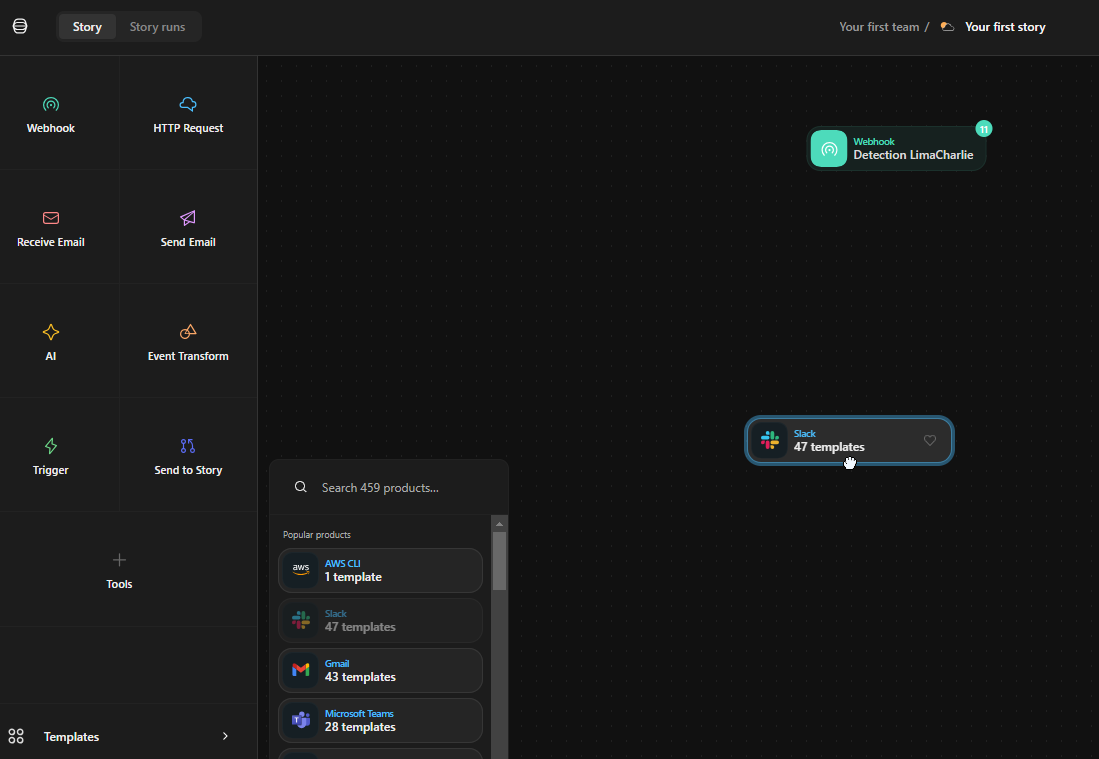 Story
Story runs
Your first team /
Your first story
Webhook
HTTP Request
Receive Email
Send Email
AI
Event Transform
Trigger
Send to Story
Tools
Templates
11
Webhook
Detection LimaCharlie
Slack
47 templates
Search 459 products...
Popular products
aws
AWS CLI
1 template
Slack
47 templates
Gmail
43 templates
Microsoft Teams
28 templates